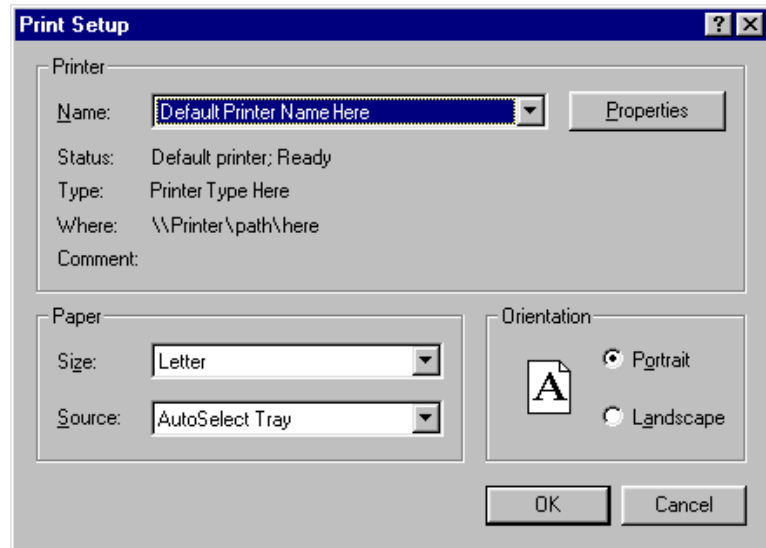 Print Setup
Printer
Name: Default Printer Name Here Properties
Status: Default printer; Ready
Type: Printer Type Here
Where: \\Printer\path\here
Comment:
Paper
Size: Letter
Source: AutoSelect Tray
Orientation
A
Portrait
Landscape
OK Cancel